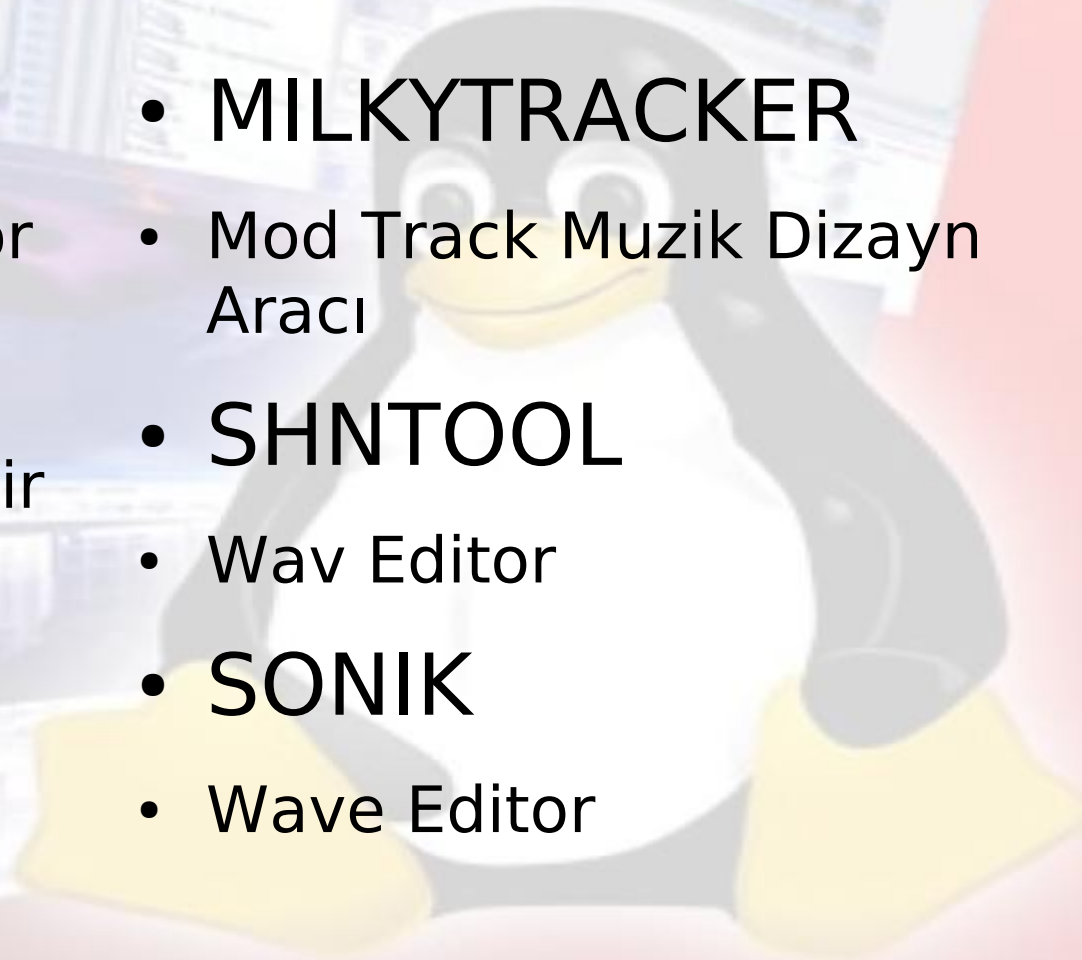 • MILKYTRACKER
• Mod Track Muzik Dizayn
Aracı
• SHNTOOL
• Wav Editor
• SONIK
• Wave Editor